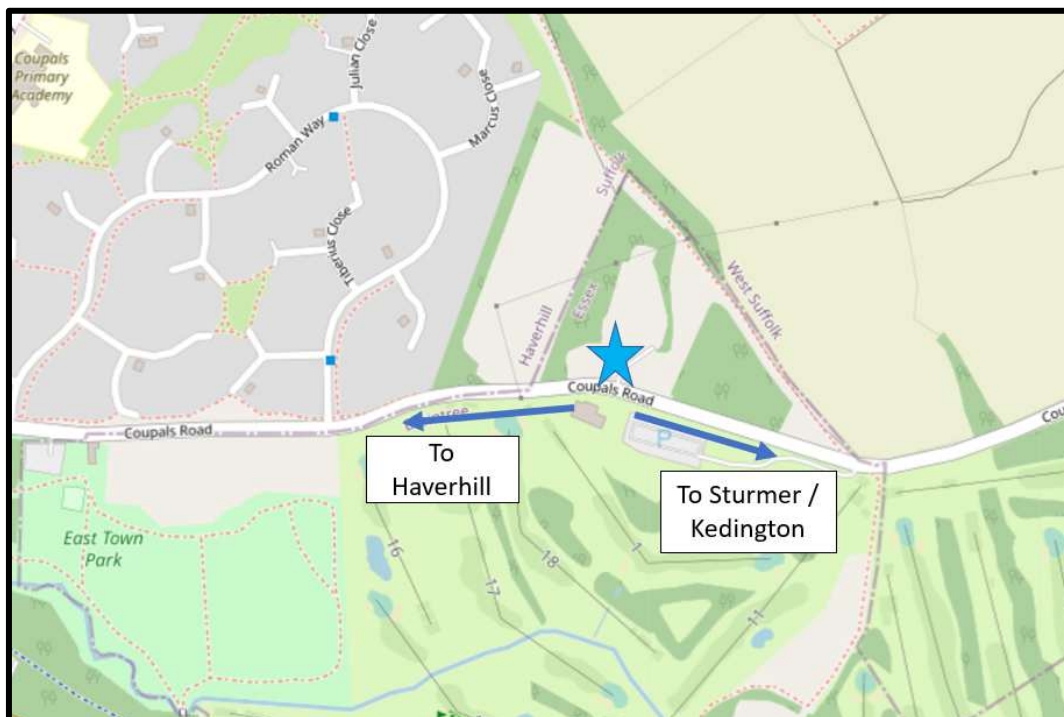 Coupals
Primary
Academy
Julian Close
Marcus Close
Roman Way
Tiberius Close
Suffolk
Essex
Haverhill
West Suffolk
Coupals Road
Coupals Road
To
Haverhill
P
To Sturmer /
Kedington
East Town
Park
16
17
18
1
11